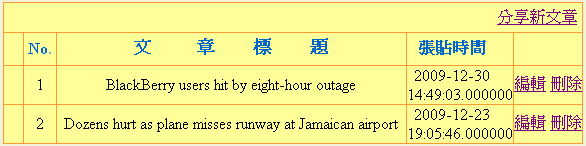 分享新文章
No. 文 章 標 題 張貼時間
1 BlackBerry users hit by eight-hour outage 2009-12-30 14:49:03.000000 編輯 刪除
2 Dozens hurt as plane misses runway at Jamaican airport 2009-12-23 19:05:46.000000 編輯 刪除